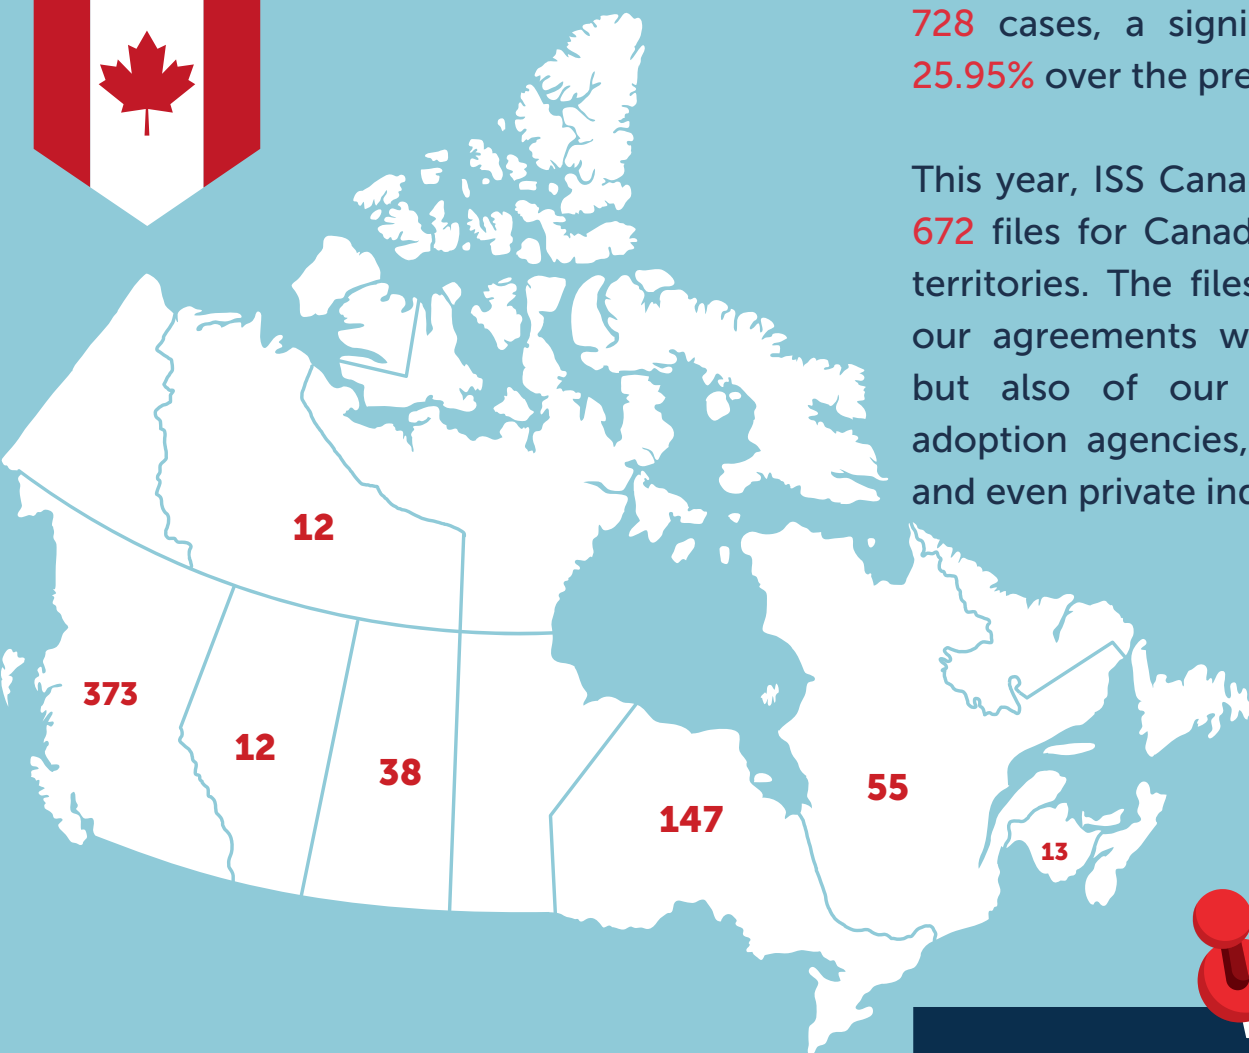 728 cases, a signi
25.95% over the pre
This year, ISS Cana
672 files for Canad
territories. The files
our agreements w
but also of our
adoption agencies,
and even private ind
12
373
12
38
147
55
13